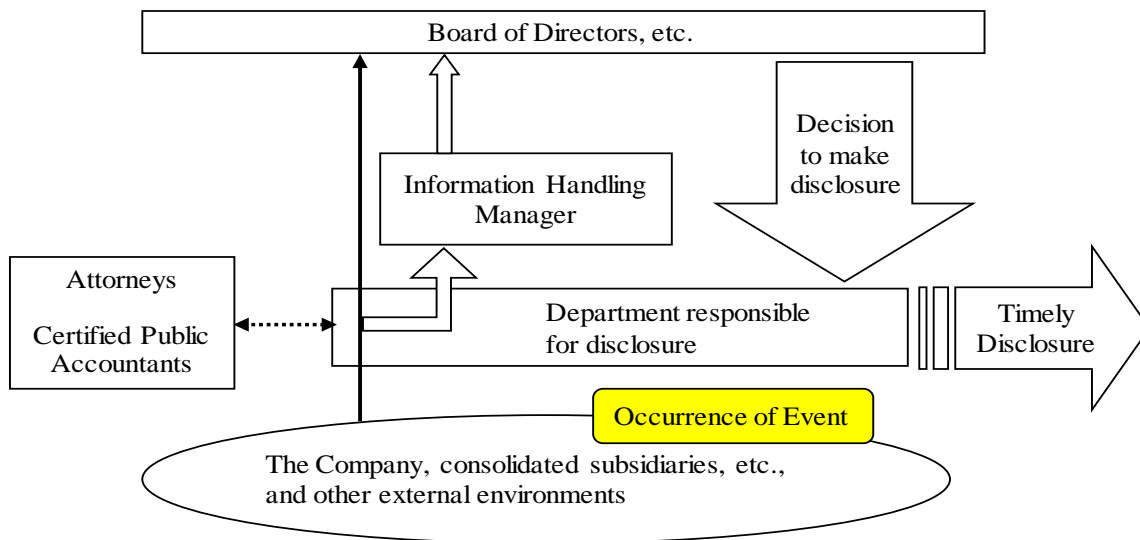 Board of Directors, etc.
Decision
to make
disclosure
Information Handling
Manager
Attorneys
Certified Public
Accountants
Department responsible
for disclosure
Timely
Disclosure
Occurrence of Event
The Company, consolidated subsidiaries, etc.,
and other external environments